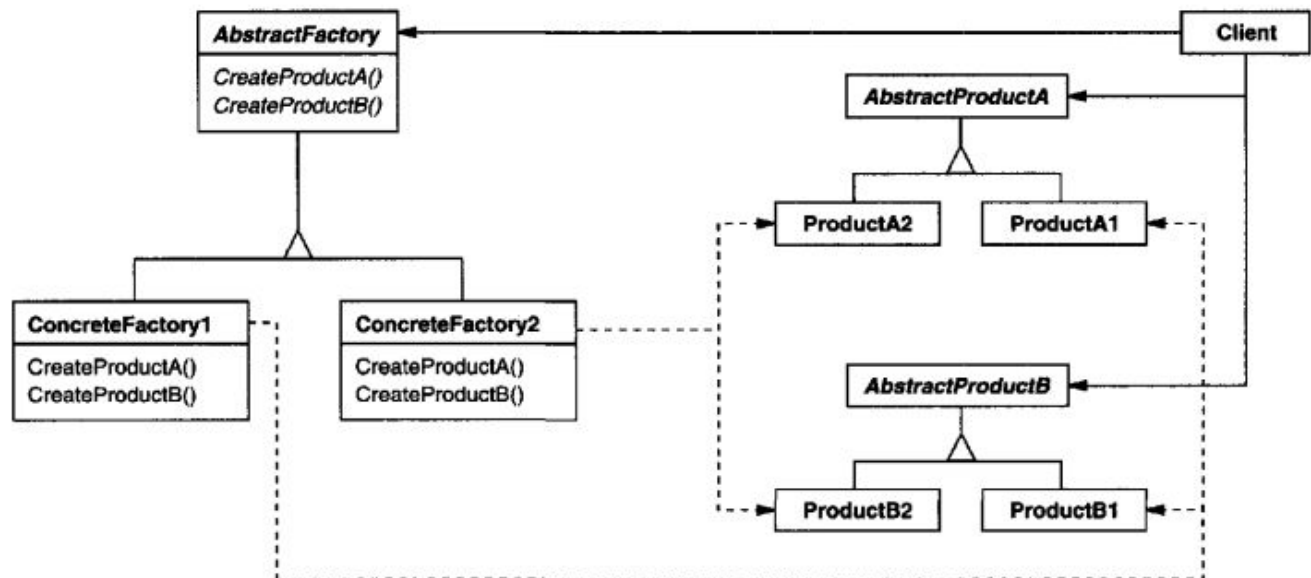 AbstractFactory
CreateProductA()
CreateProductB()
Client
AbstractProductA
ProductA2
ProductA1
ConcreteFactory1
CreateProductA()
CreateProductB()
ConcreteFactory2
CreateProductA()
CreateProductB()
AbstractProductB
ProductB2
ProductB1